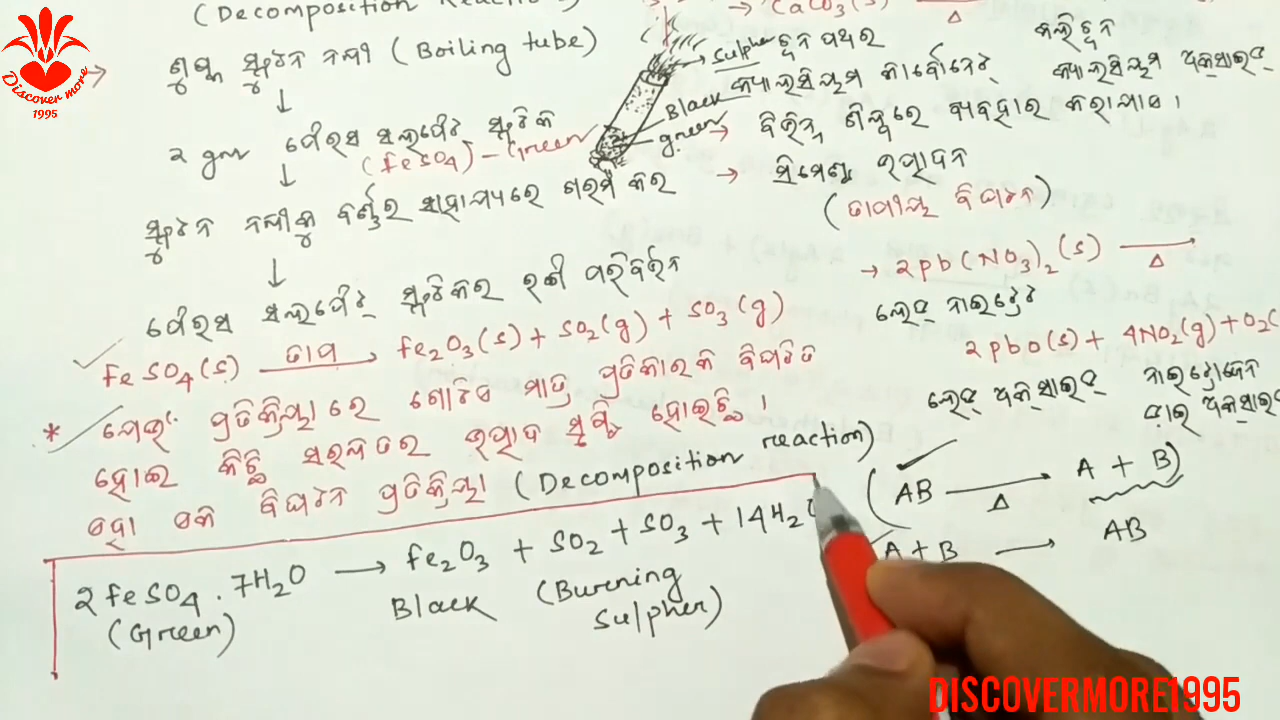 Discover more
1995
(Decomposition Reaction)
→ CaCO3(s) Δ
→ ଶୁଷ୍କ ସ୍ଫୁଟନ ନଳୀ (Boiling tube)
↓
2 gm ଫେରସ ସଲଫେଟ୍ ସ୍ଫଟିକ
(FeSO4) - Green
↓
ସ୍ଫୁଟନ ନଳୀକୁ ବର୍ଣ୍ଣର ସାହାଯ୍ୟରେ ଗରମ କର
↓
ଫେରସ ସଲଫେଟ୍ ସ୍ଫଟିକର ରଙ୍ଗ ପରିବର୍ତ୍ତନ
FeSO4(s) ତାପ → Fe2O3(s) + SO2(g) + SO3(g)
* ଯେଉଁ ପ୍ରତିକ୍ରିୟାରେ ଗୋଟିଏ ମାତ୍ର ପ୍ରତିକାରକ ବିଘଟିତ
ହୋଇ କିଛି ସରଳତର ଉତ୍ପାଦ ସୃଷ୍ଟି ହୋଇଛି ।
ତାହା ଏକ ବିଘଟନ ପ୍ରତିକ୍ରିୟା (Decomposition reaction)
2FeSO4 . 7H2O → Fe2O3 + SO2 + SO3 + 14H2O
(Green) Black (Burning
Sulpher)
Sulpher
Black
green
ଚୂନ ପଥର କଲିଚୂନ
କ୍ୟାଲସିୟମ କାର୍ବୋନେଟ୍ କ୍ୟାଲସିୟମ ଅକ୍ସାଇଡ୍
→ ବିଭିନ୍ନ ଶିଳ୍ପରେ ବ୍ୟବହାର କରାଯାଏ ।
→ ସିମେଣ୍ଟ ଉତ୍ପାଦନ
(ତାପୀୟ ବିଘଟନ)
→ 2Pb(NO3)2(s) Δ →
ଲେଡ୍ ନାଇଟ୍ରେଟ
2PbO(s) + 4NO2(g) + O2(
ଲେଡ୍ ଅକ୍ସାଇଡ୍ ନାଇଟ୍ରୋଜେନ
ଡାଇ ଅକ୍ସାଇଡ
(AB Δ → A + B)
A + B → AB
DISCOVERMORE1995